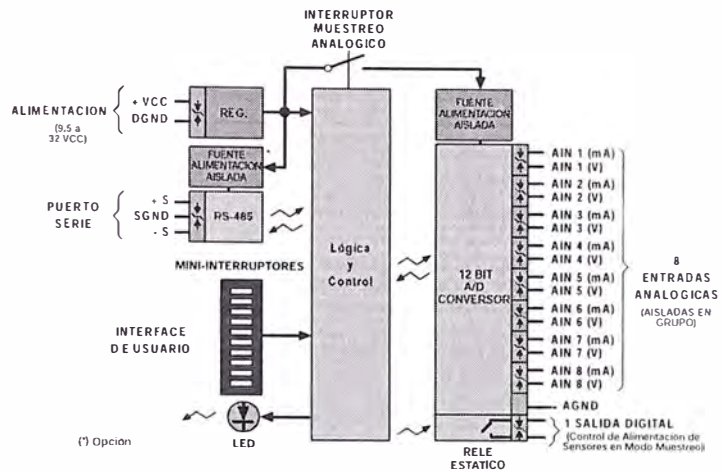 INTERRUPTOR
MUESTREO
ANALOGICO
ALIMENTACION
(9.5 a
32 VCC)
+ VCC
DGND
REG.
FUENTE
ALIMENTACION
AISLADA
*
PUERTO
SERIE
+ S
SGND
- S
RS-485
MINI-INTERRUPTORES
INTERFACE
DE USUARIO
LED
(*) Opción
Lógica
y
Control
FUENTE
ALIMENTACION
AISLADA
12 BIT
A/D
CONVERSOR
RELE
ESTATICO
AIN 1 (mA)
AIN 1 (V)
AIN 2 (mA)
AIN 2 (V)
AIN 3 (mA)
AIN 3 (V)
AIN 4 (mA)
AIN 4 (V)
AIN 5 (mA)
AIN 5 (V)
AIN 6 (mA)
AIN 6 (V)
AIN 7 (mA)
AIN 7 (V)
AIN 8 (mA)
AIN 8 (V)
AGND
8
ENTRADAS
ANALOGICAS
(AISLADAS EN
GRUPO)
1 SALIDA DIGITAL
(Control de Alimentación de
Sensores en Modo Muestreo)